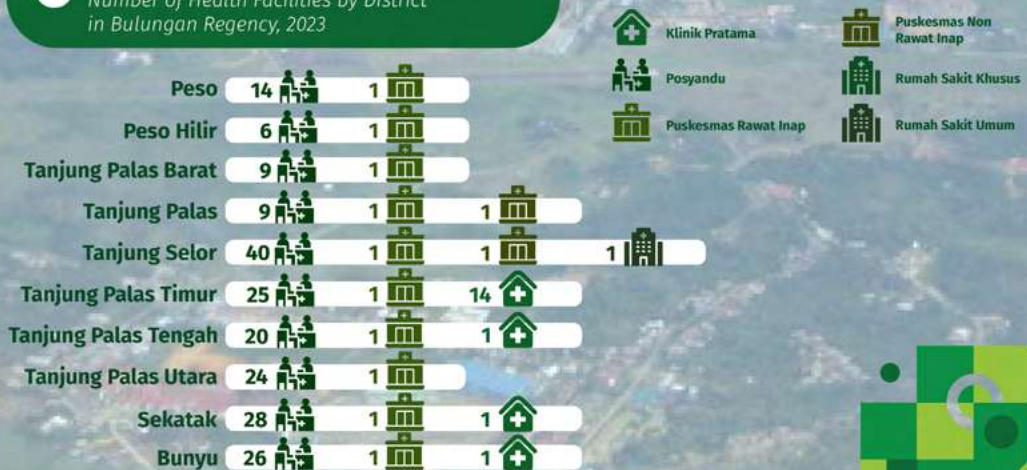 Number of Health Facilities by District
in Bulungan Regency, 2023
Klinik Pratama
Posyandu
Puskesmas Rawat Inap
Puskesmas Non
Rawat Inap
Rumah Sakit Khusus
Rumah Sakit Umum
Peso 14 1
Peso Hilir 6 1
Tanjung Palas Barat 9 1
Tanjung Palas 9 1 1
Tanjung Selor 40 1 1 1
Tanjung Palas Timur 25 1 14
Tanjung Palas Tengah 20 1 1
Tanjung Palas Utara 24 1
Sekatak 28 1 1
Bunyu 26 1 1